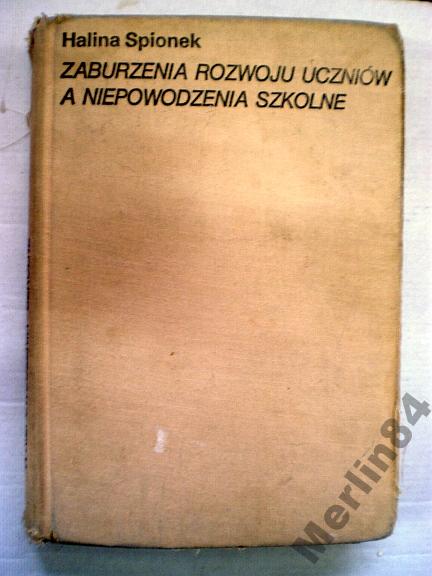 Halina Spionek
ZABURZENIA ROZWOJU UCZNIÓW
A NIEPOWODZENIA SZKOLNE
Merlin84